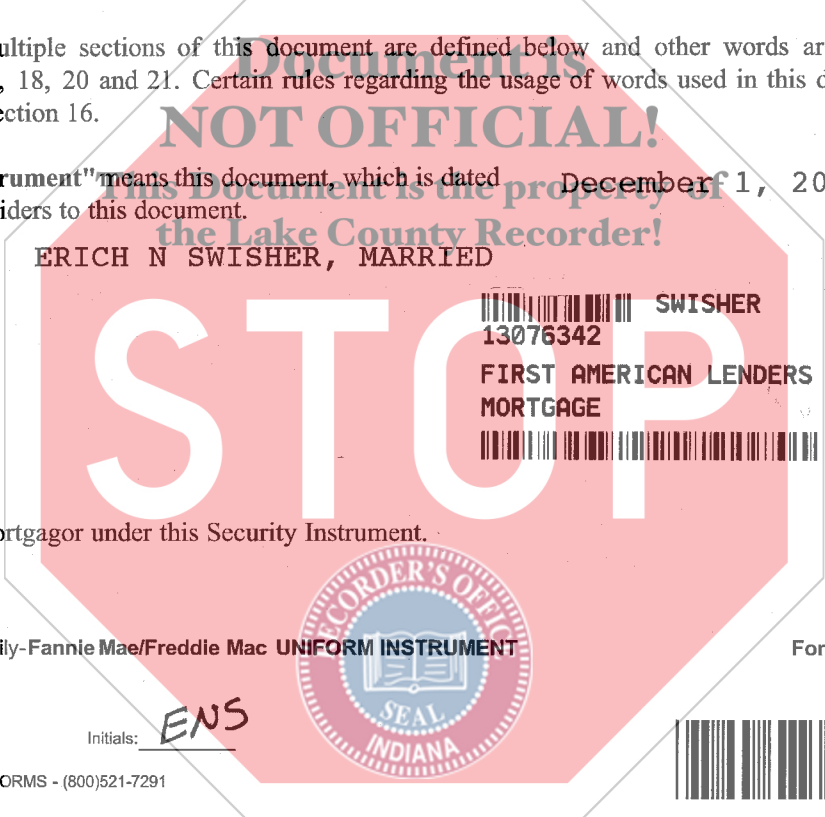 ultiple sections of this document are defined below and other words ar
, 18, 20 and 21. Certain rules regarding the usage of words used in this d
ection 16.
Document is
NOT OFFICIAL!
This Document is the property of
the Lake County Recorder!
rument" means this document, which is dated December 1, 20
iders to this document.
ERICH N SWISHER, MARRIED
SWISHER
13076342
FIRST AMERICAN LENDERS
MORTGAGE
STOP
ortgagor under this Security Instrument.
RECORDER'S OFFIC
SEAL
INDIANA
ily-Fannie Mae/Freddie Mac UNIFORM INSTRUMENT For
Initials: ENS
ORMS - (800)521-7291